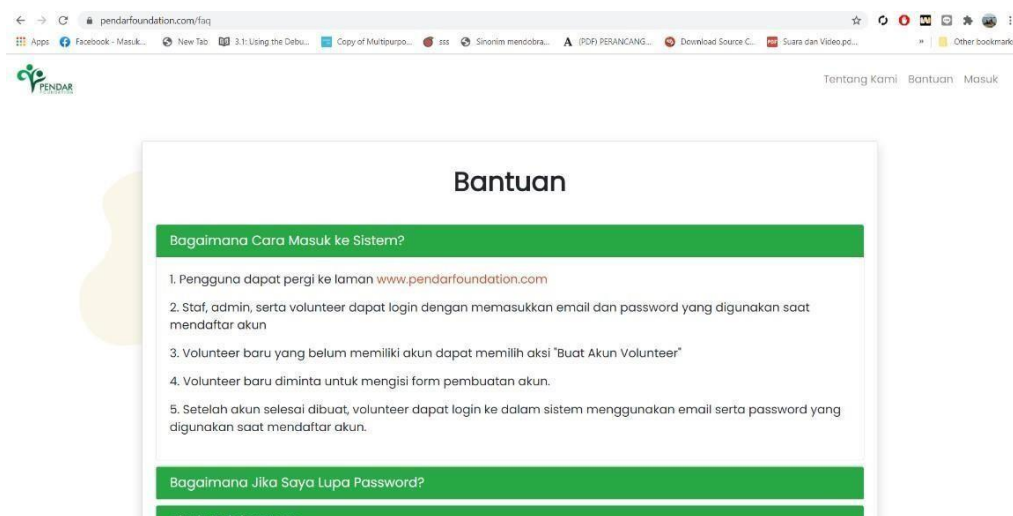 pendarfoundation.com/faq
Apps Facebook - Masuk... New Tab 3.1: Using the Debu... Copy of Multipurpo... sss Sinonim mendobra... (PDF) PERANCANG... Download Source C... Suara dan Video.pd... » Other bookmark
PENDAR
Tentang Kami Bantuan Masuk
Bantuan
Bagaimana Cara Masuk ke Sistem?
1. Pengguna dapat pergi ke laman www.pendarfoundation.com
2. Staf, admin, serta volunteer dapat login dengan memasukkan email dan password yang digunakan saat
mendaftar akun
3. Volunteer baru yang belum memiliki akun dapat memilih aksi "Buat Akun Volunteer"
4. Volunteer baru diminta untuk mengisi form pembuatan akun.
5. Setelah akun selesai dibuat, volunteer dapat login ke dalam sistem menggunakan email serta password yang
digunakan saat mendaftar akun.
Bagaimana Jika Saya Lupa Password?